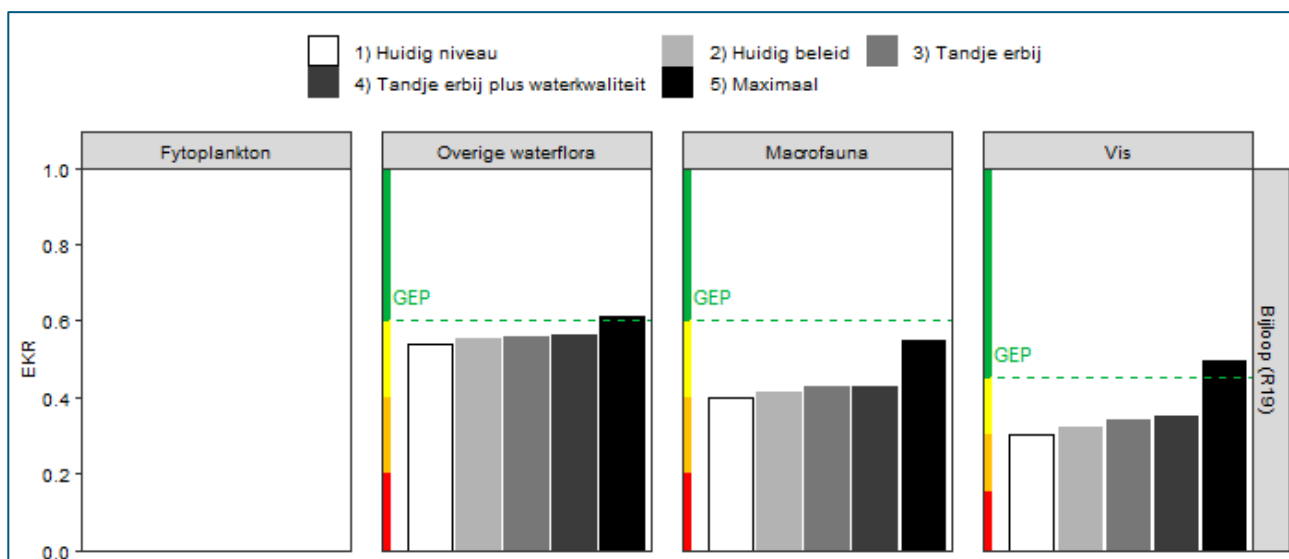 1) Huidig niveau
2) Huidig beleid
3) Tandje erbij
4) Tandje erbij plus waterkwaliteit
5) Maximaal
Fytoplankton
Overige waterflora
Macrofauna
Vis
1.0
0.8
0.6
0.4
0.2
0.0
EKR
GEP
GEP
GEP
Bijloop (R19)